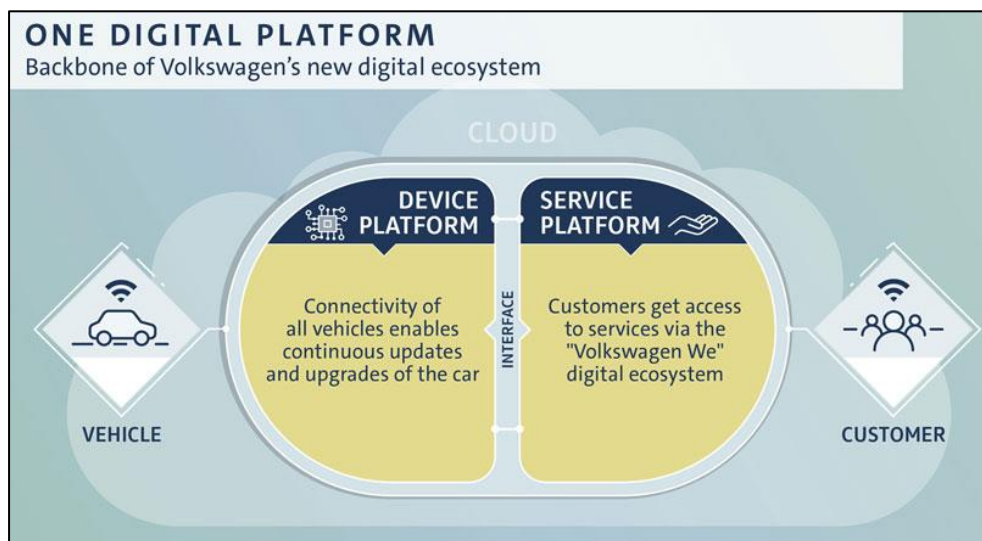 ONE DIGITAL PLATFORM
Backbone of Volkswagen's new digital ecosystem
CLOUD
DEVICE
PLATFORM
SERVICE
PLATFORM
Connectivity of
all vehicles enables
continuous updates
and upgrades of the car
INTERFACE
Customers get access
to services via the
"Volkswagen We"
digital ecosystem
VEHICLE
CUSTOMER